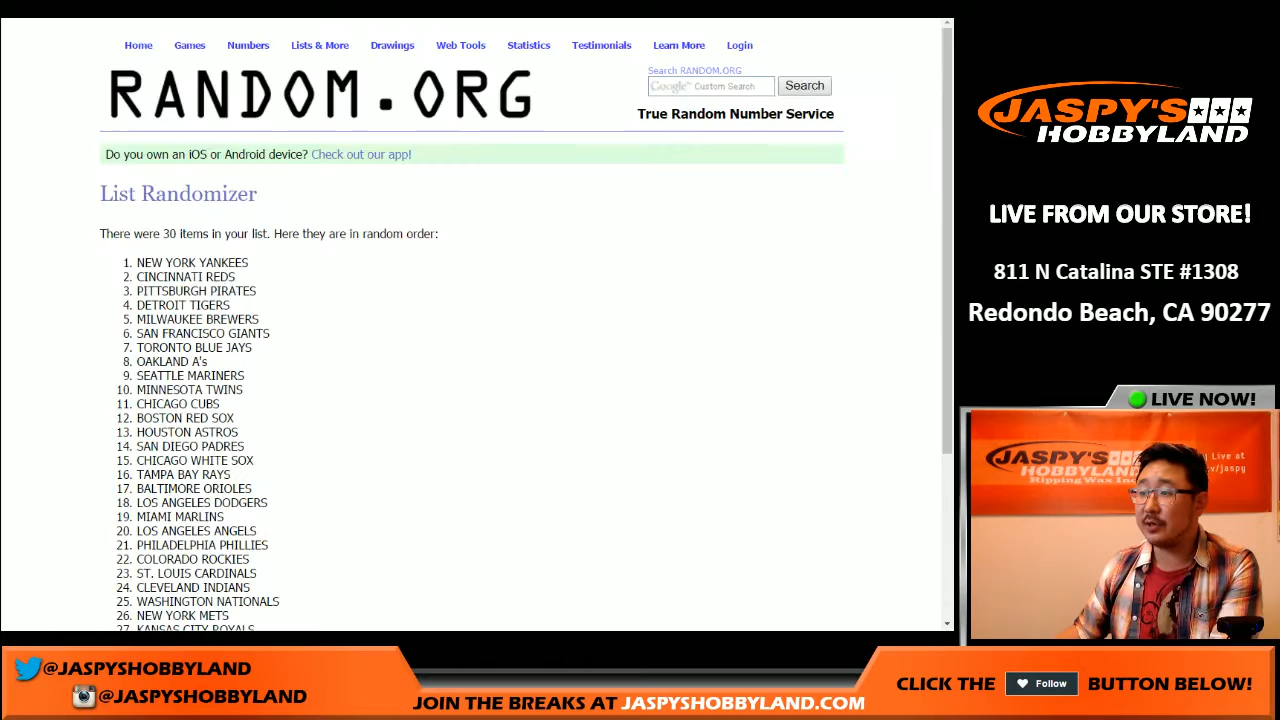 Home Games Numbers Lists & More Drawings Web Tools Statistics Testimonials Learn More Login
RANDOM.ORG
Search RANDOM.ORG
Google™ Custom Search Search
True Random Number Service
Do you own an iOS or Android device? Check out our app!
List Randomizer
There were 30 items in your list. Here they are in random order:
1. NEW YORK YANKEES
2. CINCINNATI REDS
3. PITTSBURGH PIRATES
4. DETROIT TIGERS
5. MILWAUKEE BREWERS
6. SAN FRANCISCO GIANTS
7. TORONTO BLUE JAYS
8. OAKLAND A's
9. SEATTLE MARINERS
10. MINNESOTA TWINS
11. CHICAGO CUBS
12. BOSTON RED SOX
13. HOUSTON ASTROS
14. SAN DIEGO PADRES
15. CHICAGO WHITE SOX
16. TAMPA BAY RAYS
17. BALTIMORE ORIOLES
18. LOS ANGELES DODGERS
19. MIAMI MARLINS
20. LOS ANGELES ANGELS
21. PHILADELPHIA PHILLIES
22. COLORADO ROCKIES
23. ST. LOUIS CARDINALS
24. CLEVELAND INDIANS
25. WASHINGTON NATIONALS
26. NEW YORK METS
27. KANSAS CITY ROYALS
JASPY'S
HOBBYLAND
LIVE FROM OUR STORE!
811 N Catalina STE #1308
Redondo Beach, CA 90277
LIVE NOW!
JASPY'S
HOBBYLAND
Ripping Wax
Live at
tv/jaspy
@JASPYSHOBBYLAND
@JASPYSHOBBYLAND
JOIN THE BREAKS AT JASPYSHOBBYLAND.COM
CLICK THE Follow BUTTON BELOW!